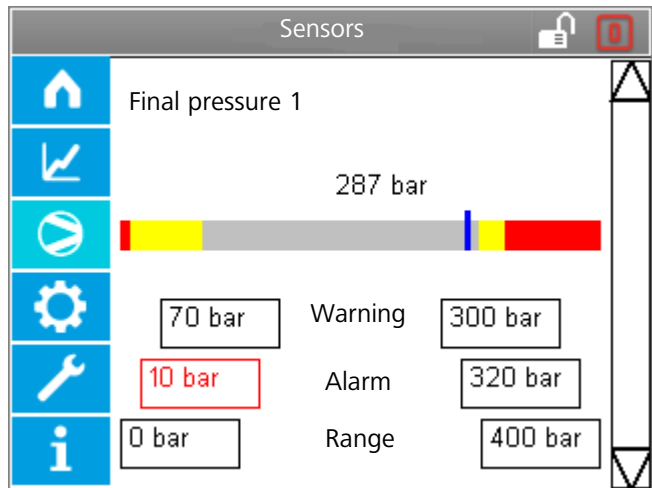 Sensors
0
Final pressure 1
287 bar
70 bar Warning 300 bar
10 bar Alarm 320 bar
0 bar Range 400 bar